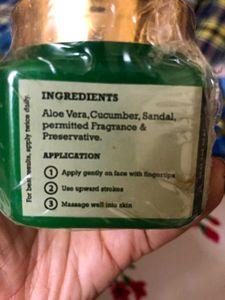 INGREDIENTS
Aloe Vera, Cucumber, Sandal,
permitted Fragrance &
Preservative.
APPLICATION
1 Apply gently on face with fingertips
2 Use upward strokes
3 Massage well into skin
For best results, apply twice daily.